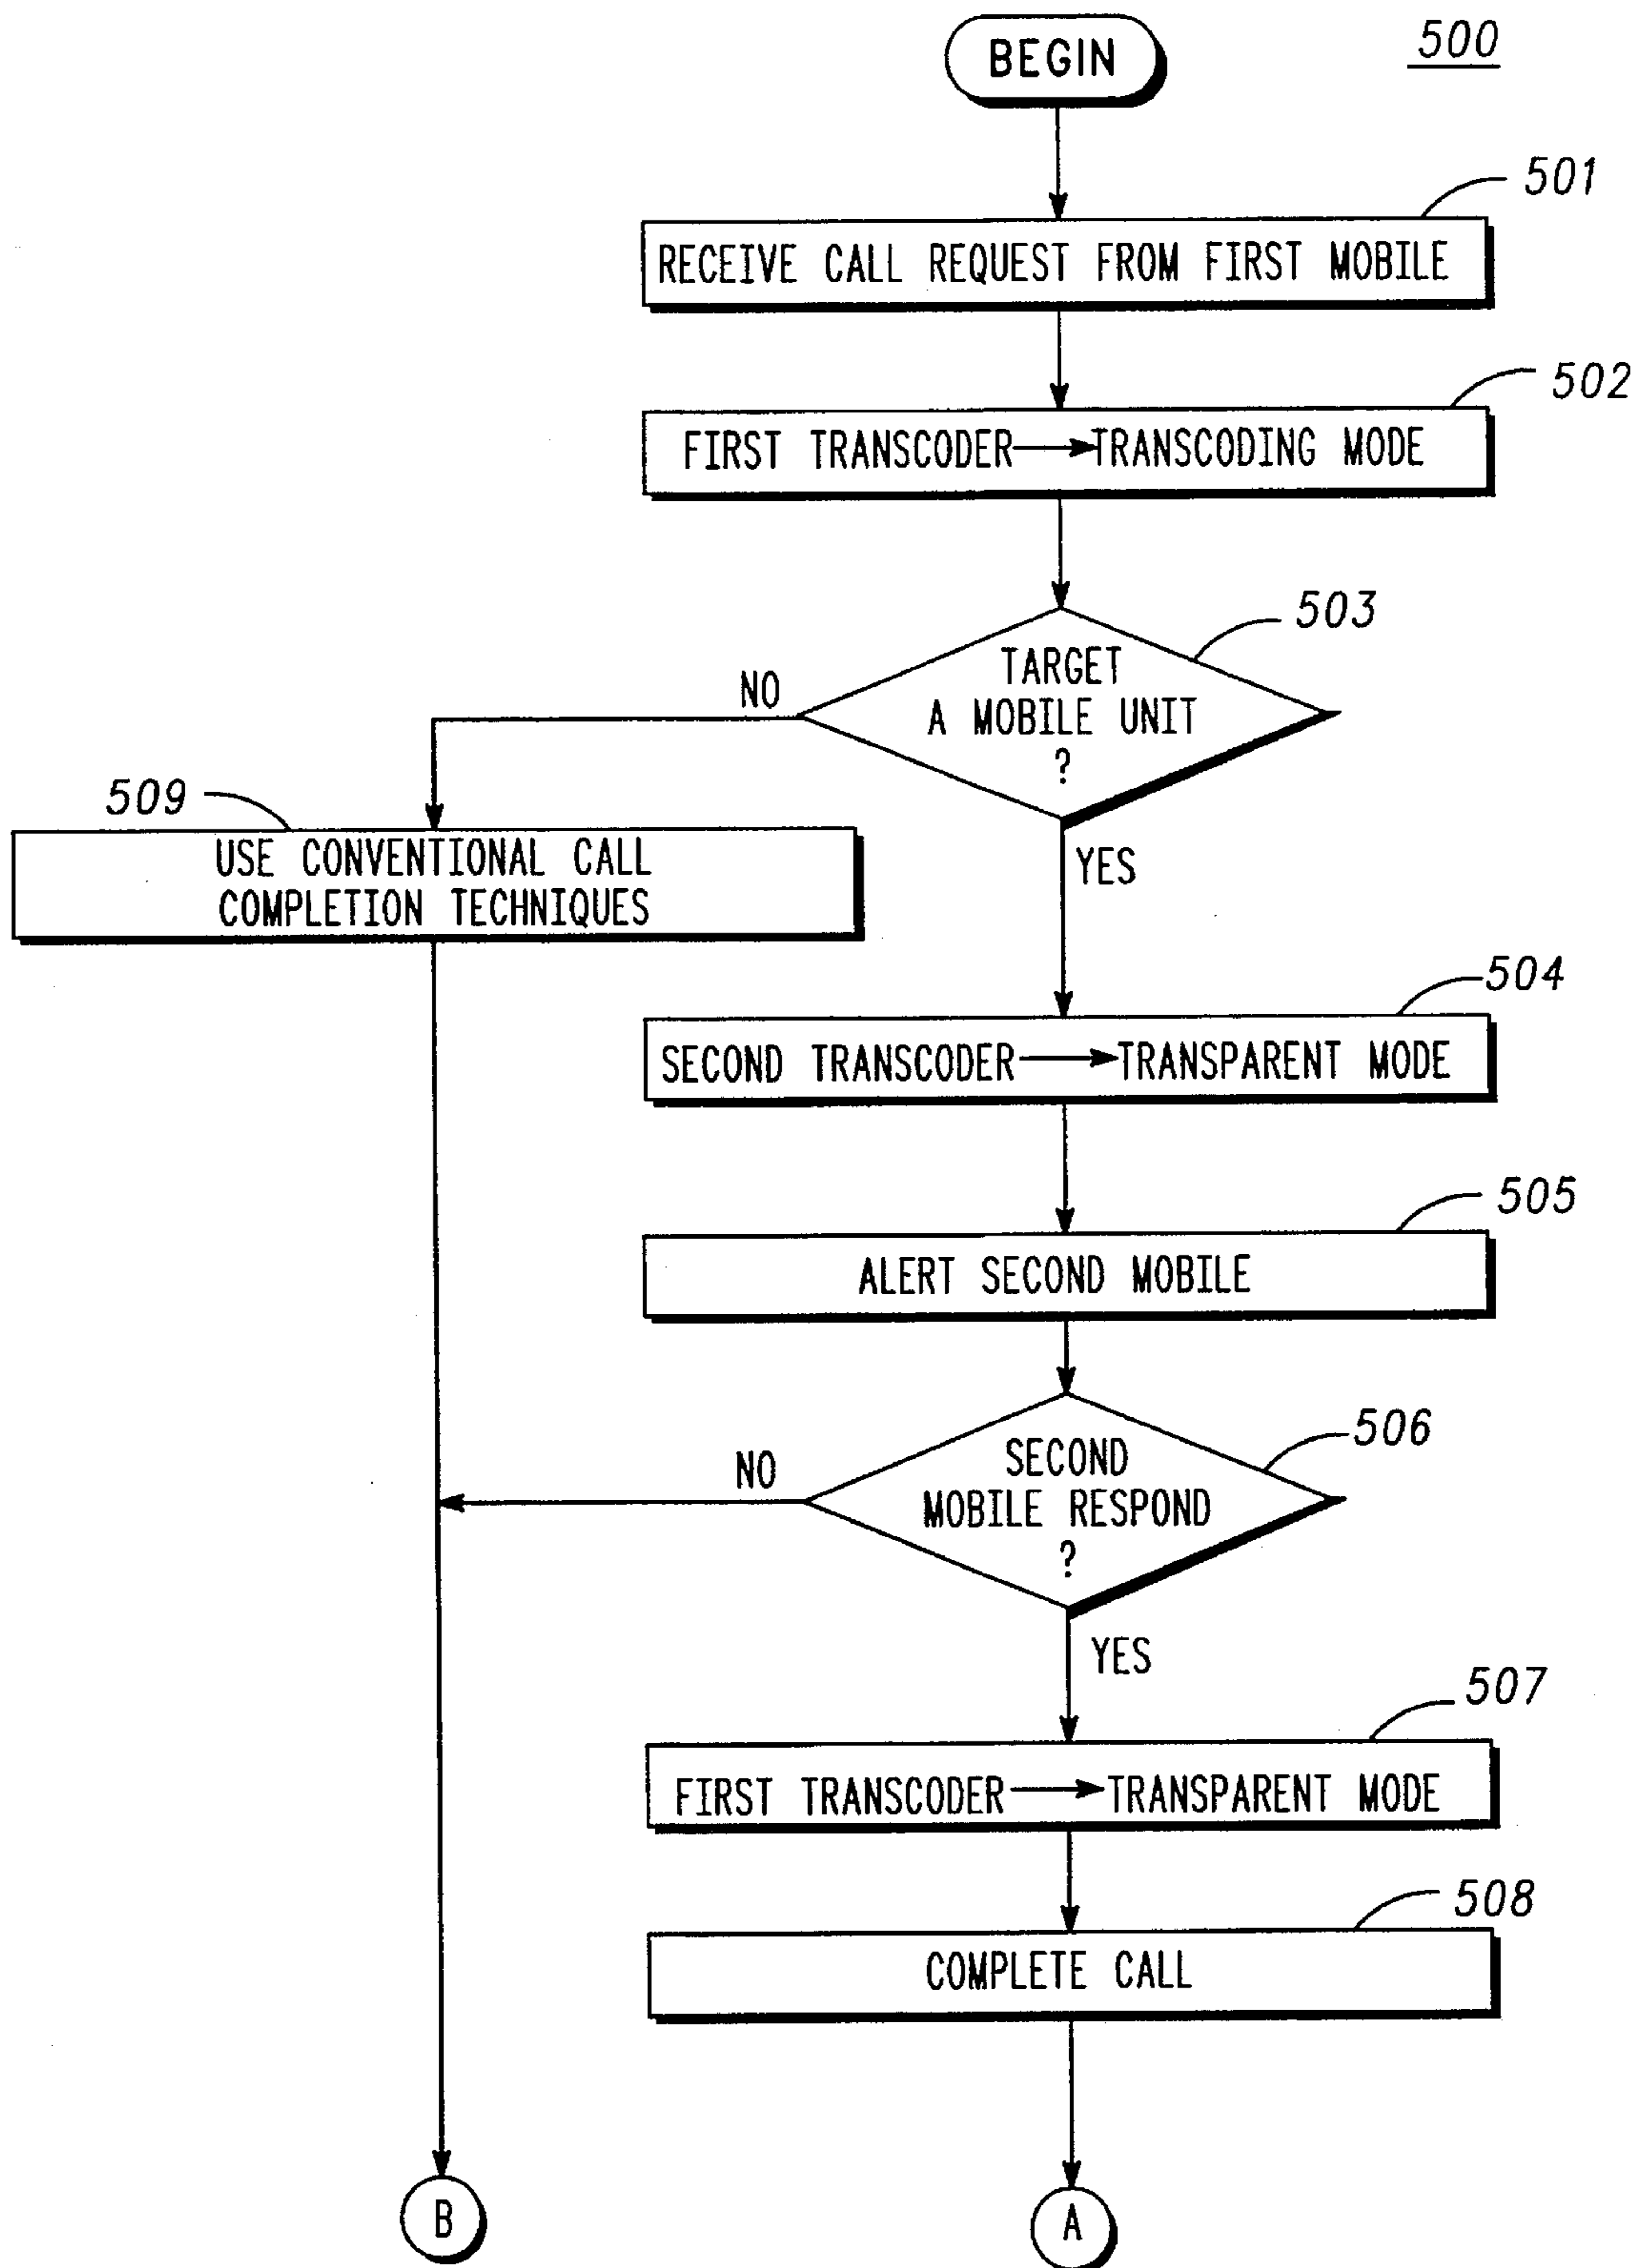 500
BEGIN
501
RECEIVE CALL REQUEST FROM FIRST MOBILE
502
FIRST TRANSCODER → TRANSCODING MODE
503
TARGET
A MOBILE UNIT
?
NO
YES
509
USE CONVENTIONAL CALL
COMPLETION TECHNIQUES
504
SECOND TRANSCODER → TRANSPARENT MODE
505
ALERT SECOND MOBILE
506
SECOND
MOBILE RESPOND
?
NO
YES
507
FIRST TRANSCODER → TRANSPARENT MODE
508
COMPLETE CALL
B
A